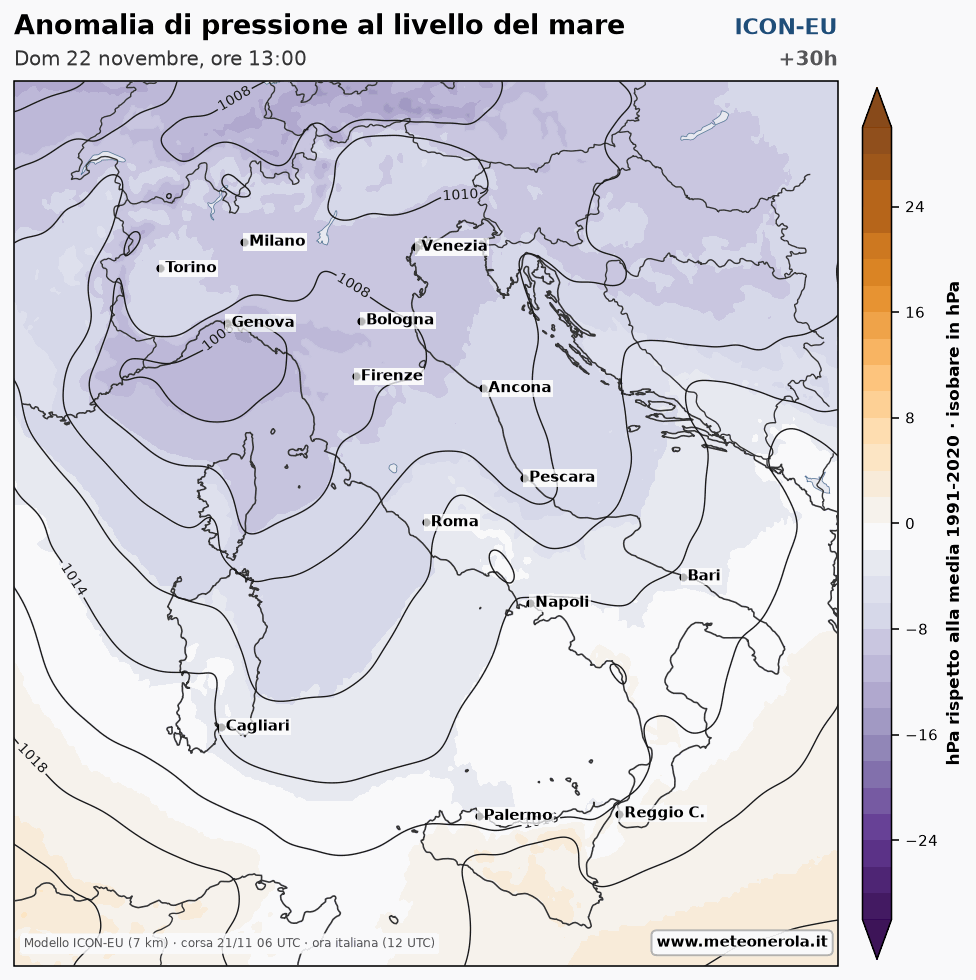 Anomalia di pressione al livello del mare
ICON-EU
Dom 22 novembre, ore 13:00
+30h
1008
1010
Milano
Venezia
Torino
1008
Genova
Bologna
Firenze
Ancona
Pescara
Roma
1014
Bari
Napoli
Cagliari
1018
Palermo
Reggio C.
24
16
8
0
−8
−16
−24
hPa rispetto alla media 1991-2020 · isobare in hPa
Modello ICON-EU (7 km) · corsa 21/11 06 UTC · ora italiana (12 UTC)
www.meteonerola.it